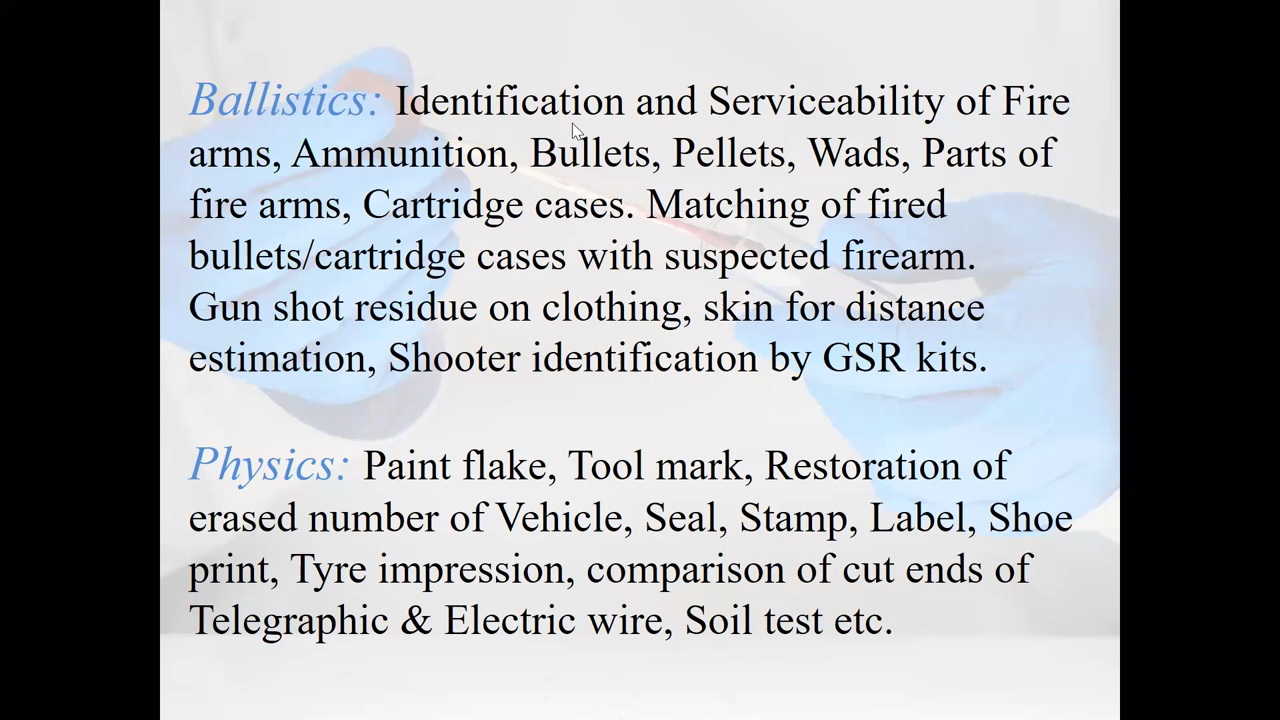 Ballistics: Identification and Serviceability of Fire
arms, Ammunition, Bullets, Pellets, Wads, Parts of
fire arms, Cartridge cases. Matching of fired
bullets/cartridge cases with suspected firearm.
Gun shot residue on clothing, skin for distance
estimation, Shooter identification by GSR kits.
Physics: Paint flake, Tool mark, Restoration of
erased number of Vehicle, Seal, Stamp, Label, Shoe
print, Tyre impression, comparison of cut ends of
Telegraphic & Electric wire, Soil test etc.